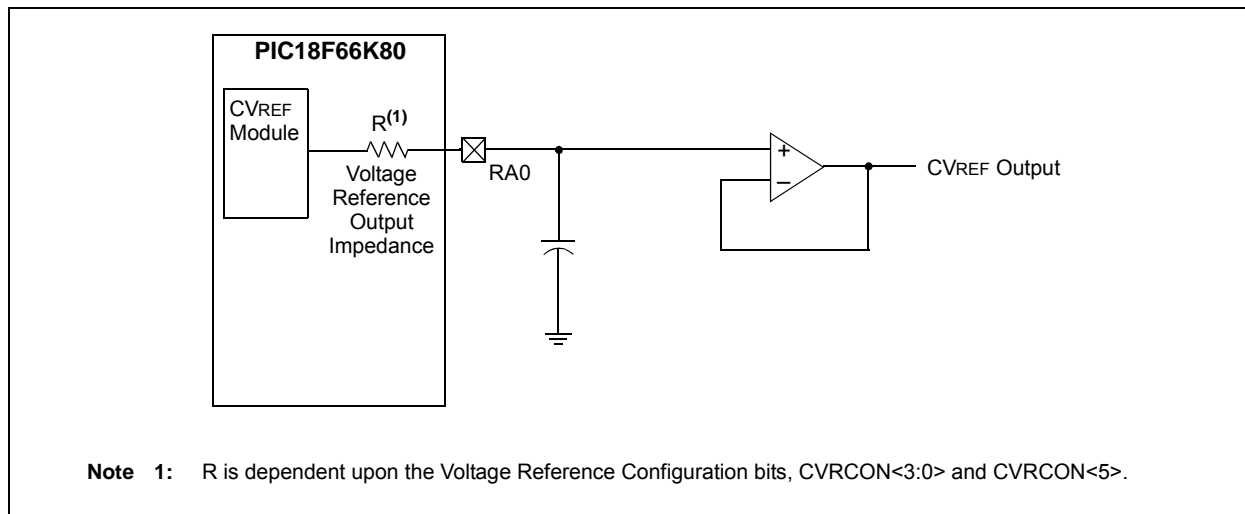 PIC18F66K80
CVREF
Module
R(1)
Voltage
Reference
Output
Impedance
RA0
+
–
CVREF Output
Note 1: R is dependent upon the Voltage Reference Configuration bits, CVRCON<3:0> and CVRCON<5>.